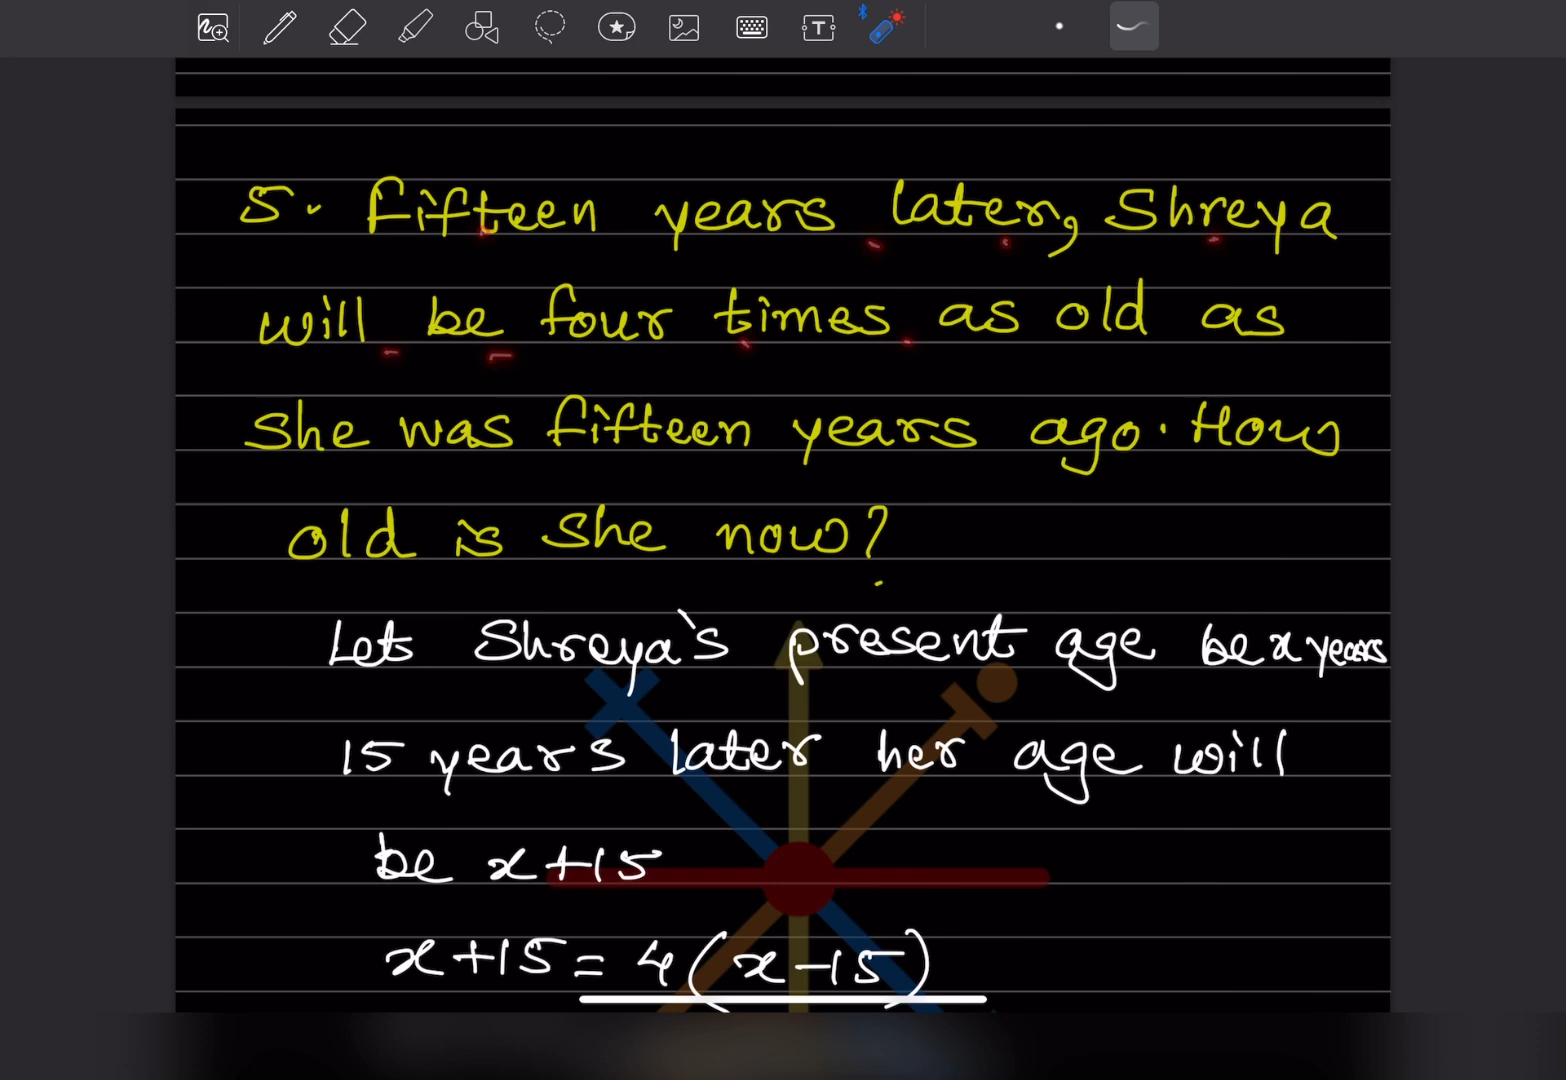 5. Fifteen years later, Shreya
will be four times as old as
she was fifteen years ago. How
old is she now?
Let Shreya's present age be x years
15 years later her age will
be x+15
x+15 = 4(x-15)